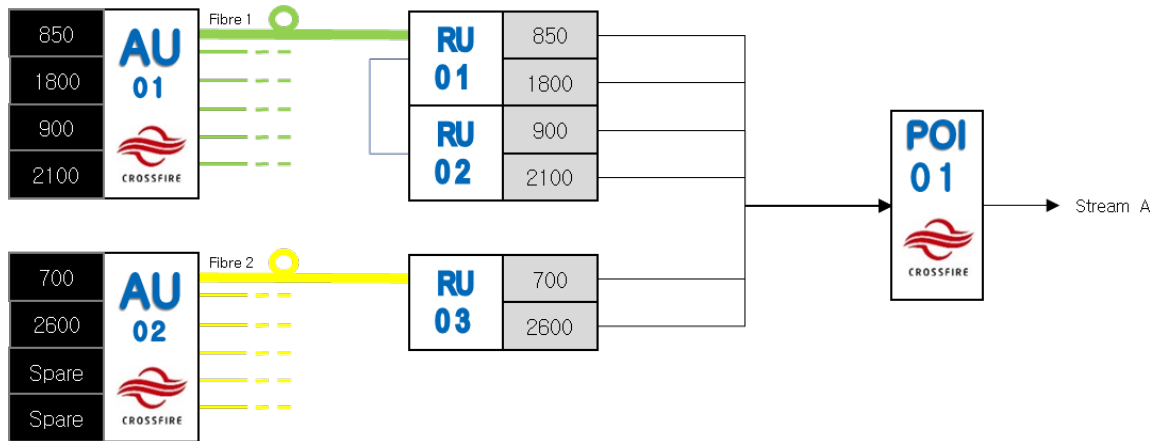 Fibre 1
850
1800
900
2100
AU
01
CROSSFIRE
RU
01
RU
02
850
1800
900
2100
POI
01
CROSSFIRE
Stream A
Fibre 2
700
2600
Spare
Spare
AU
02
CROSSFIRE
RU
03
700
2600